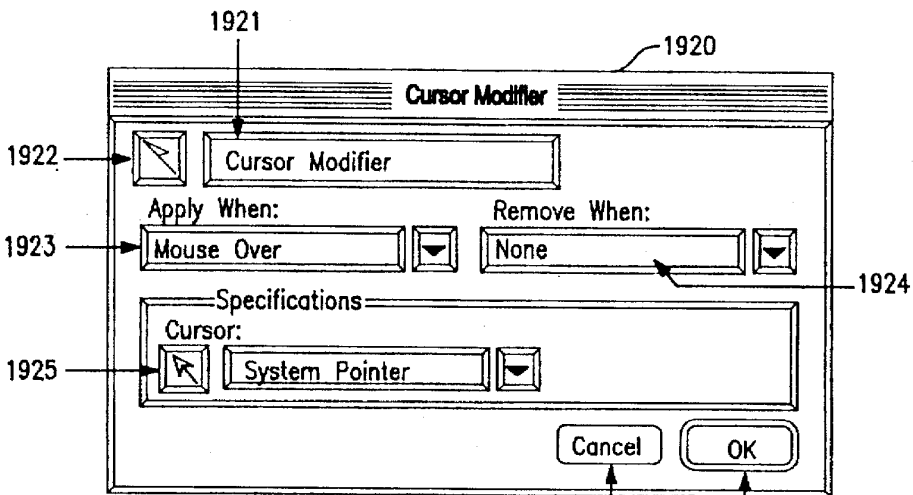 1921
1920
Cursor Modifier
1922
Cursor Modifier
Apply When: Remove When:
1923
Mouse Over
None
1924
Specifications
Cursor:
1925
System Pointer
Cancel
OK